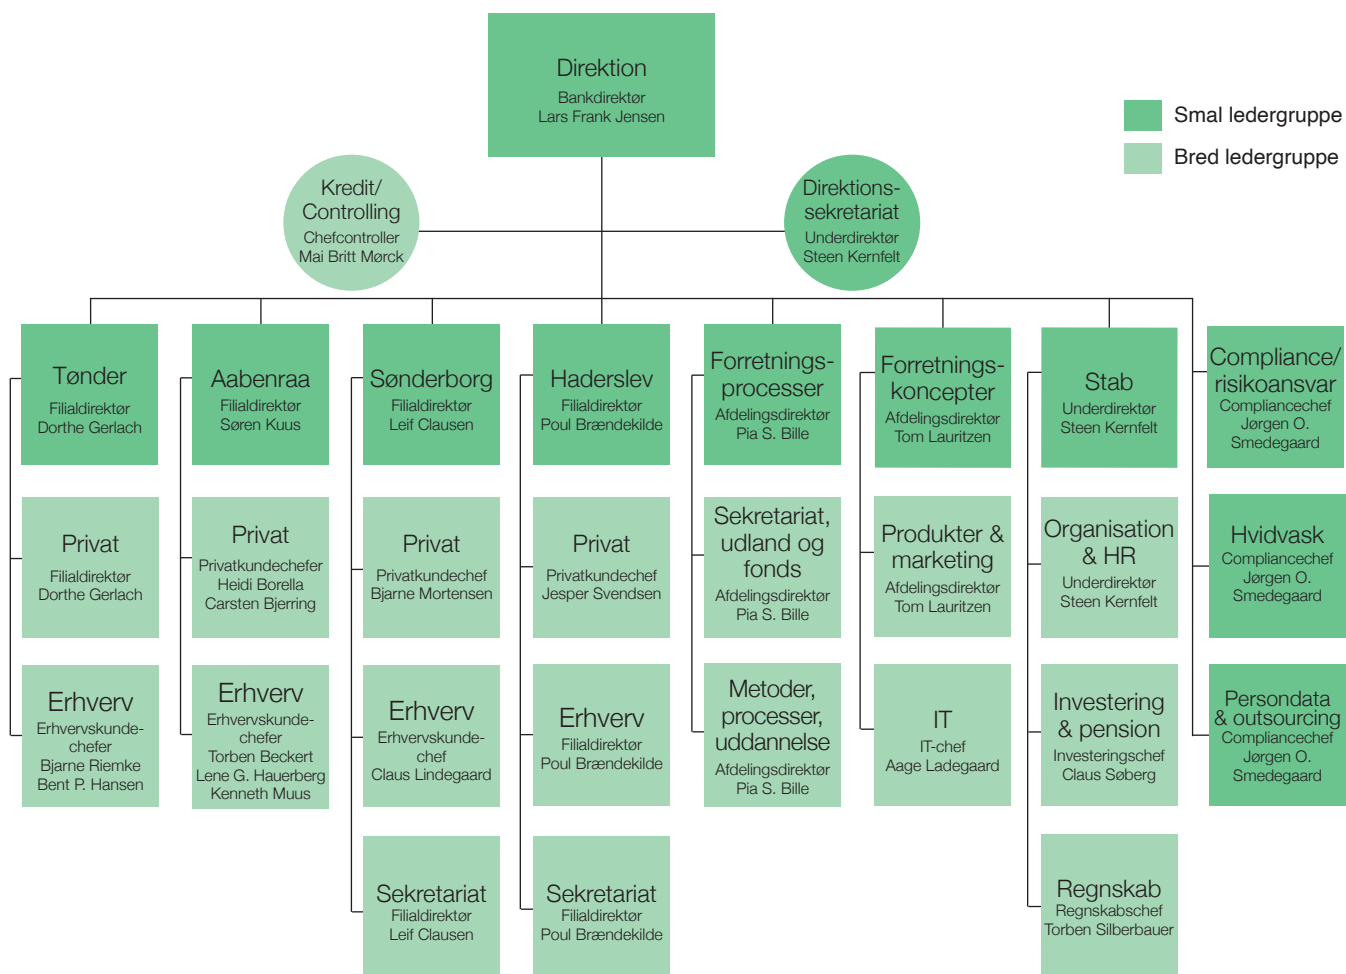 Direktion
Bankdirektør
Lars Frank Jensen
Smal ledergruppe
Bred ledergruppe
Kredit/
Controlling
Chefcontroller
Mai Britt Mørck
Direktions-
sekretariat
Underdirektør
Steen Kernfelt
Tønder
Filialdirektør
Dorthe Gerlach
Aabenraa
Filialdirektør
Søren Kuus
Sønderborg
Filialdirektør
Leif Clausen
Haderslev
Filialdirektør
Poul Brændekilde
Forretnings-
processer
Afdelingsdirektør
Pia S. Bille
Forretnings-
koncepter
Afdelingsdirektør
Tom Lauritzen
Stab
Underdirektør
Steen Kernfelt
Compliance/
risikoansvar
Compliancechef
Jørgen O.
Smedegaard
Privat
Filialdirektør
Dorthe Gerlach
Privat
Privatkundechefer
Heidi Borella
Carsten Bjerring
Privat
Privatkundechef
Bjarne Mortensen
Privat
Privatkundechef
Jesper Svendsen
Sekretariat,
udland og
fonds
Afdelingsdirektør
Pia S. Bille
Produkter &
marketing
Afdelingsdirektør
Tom Lauritzen
Organisation
& HR
Underdirektør
Steen Kernfelt
Hvidvask
Compliancechef
Jørgen O.
Smedegaard
Erhverv
Erhvervskunde-
chefer
Bjarne Riemke
Bent P. Hansen
Erhverv
Erhvervskunde-
chefer
Torben Beckert
Lene G. Hauerberg
Kenneth Muus
Erhverv
Erhvervskunde-
chef
Claus Lindegaard
Erhverv
Filialdirektør
Poul Brændekilde
Metoder,
processer,
uddannelse
Afdelingsdirektør
Pia S. Bille
IT
IT-chef
Aage Ladegaard
Investering
& pension
Investeringschef
Claus Søberg
Persondata
& outsourcing
Compliancechef
Jørgen O.
Smedegaard
Sekretariat
Filialdirektør
Leif Clausen
Sekretariat
Filialdirektør
Poul Brændekilde
Regnskab
Regnskabschef
Torben Silberbauer